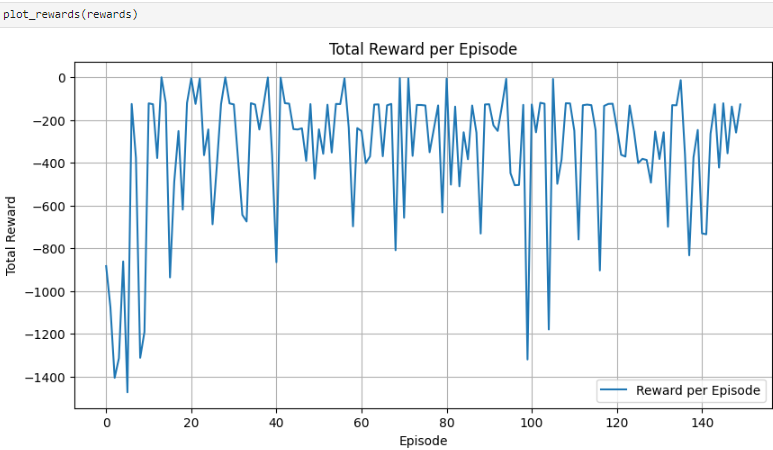 plot_rewards(rewards)
Total Reward per Episode
0
−200
−400
−600
−800
−1000
−1200
−1400
Total Reward
Reward per Episode
0 20 40 60 80 100 120 140
Episode